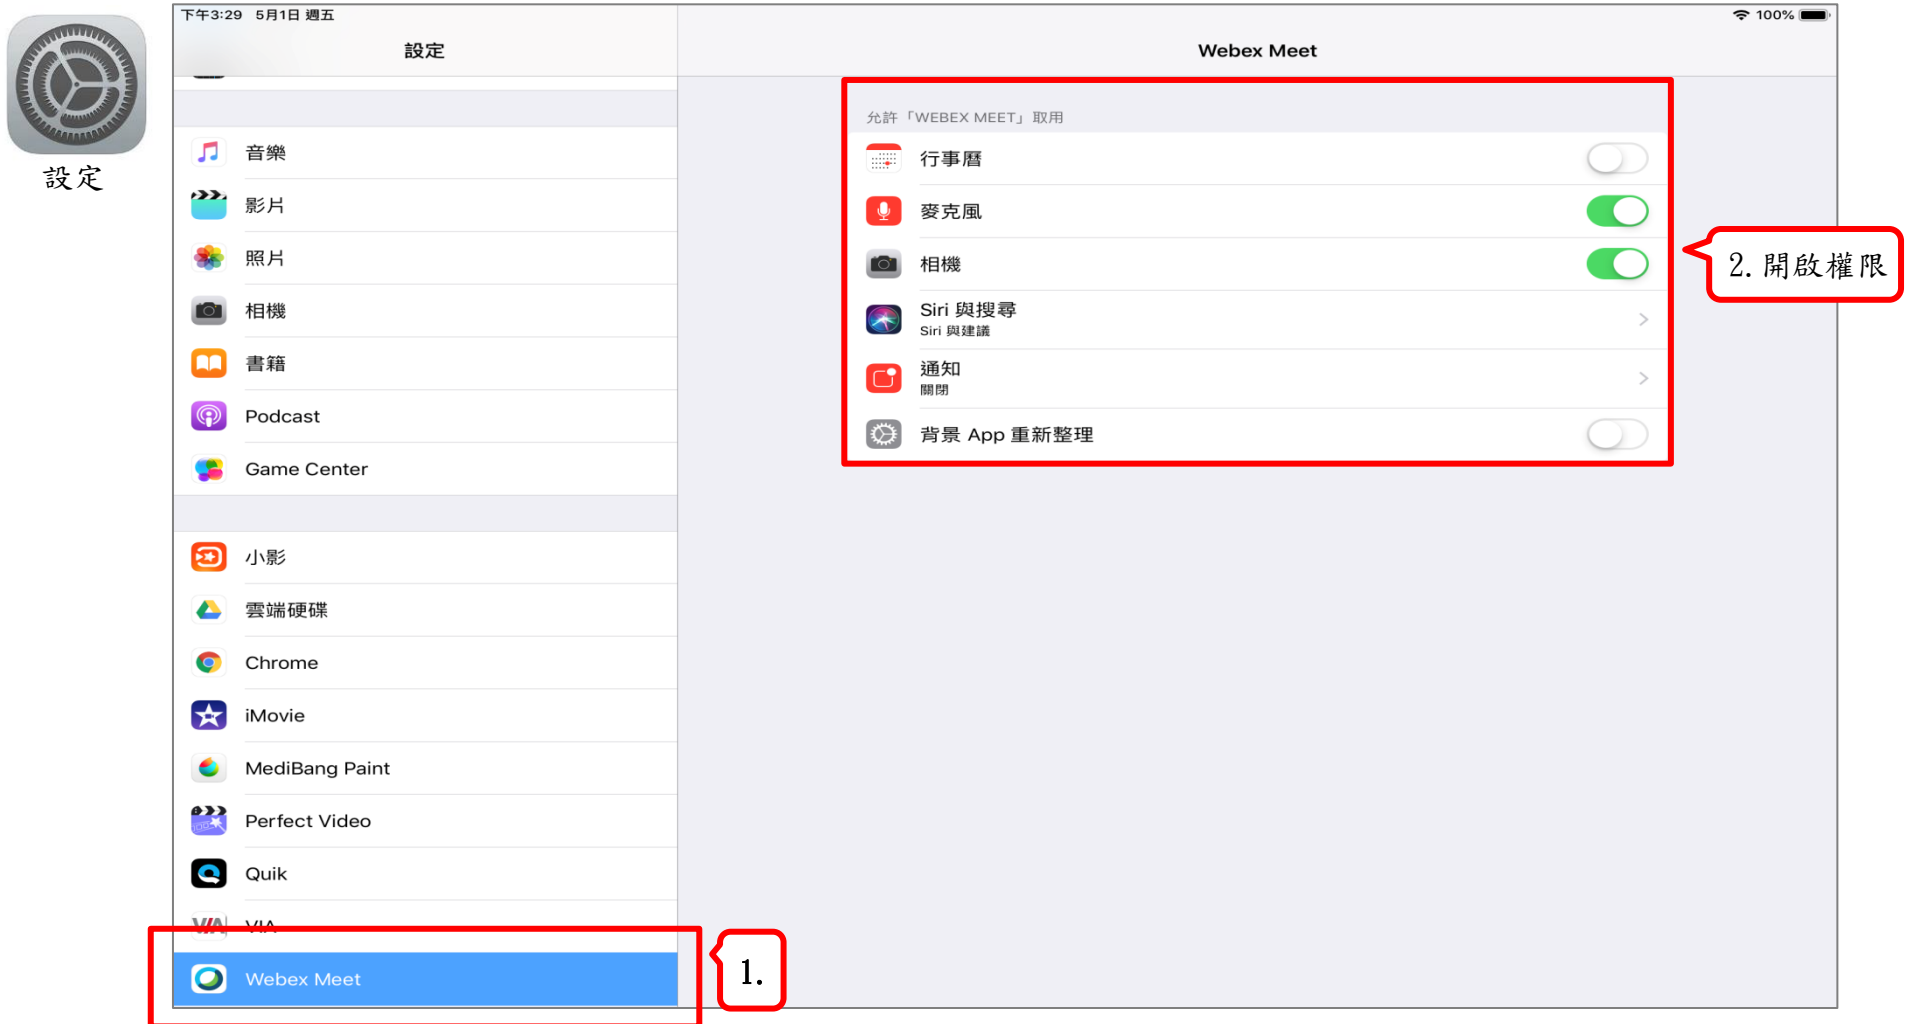 設定
下午3:29 5月1日 週五
100%
設定
Webex Meet
音樂
影片
照片
相機
書籍
Podcast
Game Center
小影
雲端硬碟
Chrome
iMovie
MediBang Paint
Perfect Video
Quik
VIA
Webex Meet
1.
允許「WEBEX MEET」取用
行事曆
麥克風
相機
Siri 與搜尋
Siri 與建議
通知
關閉
背景 App 重新整理
2.開啟權限